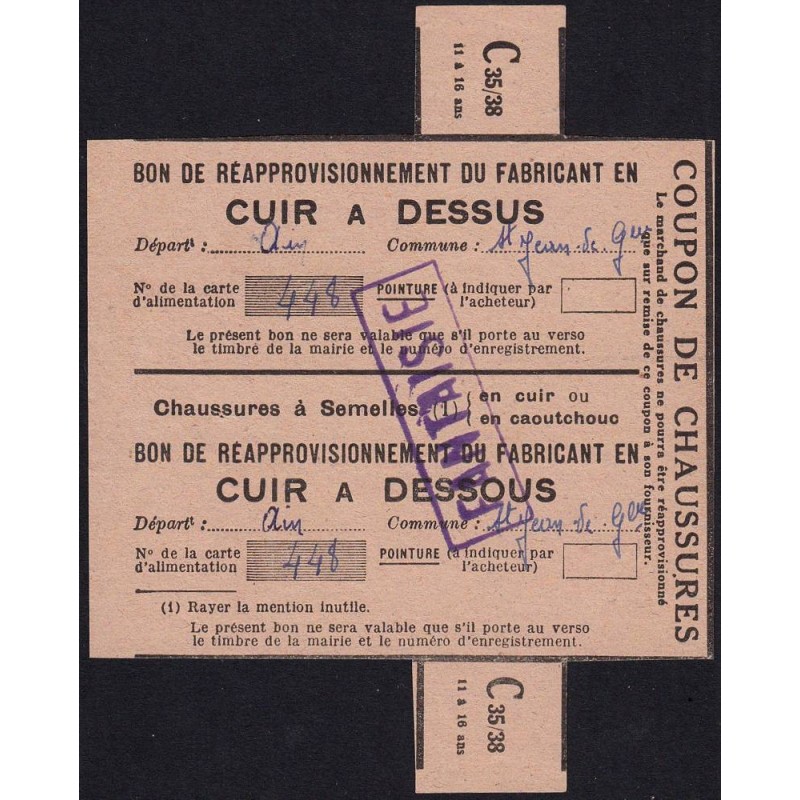 C 35/38
11 à 16 ans
BON DE RÉAPPROVISIONNEMENT DU FABRICANT EN
CUIR A DESSUS
Départ : Ain Commune : St Jean de
No de la carte d'alimentation 448 POINTURE (à indiquer par l'acheteur)
Le présent bon ne sera valable que s'il porte au verso
le timbre de la mairie et le numéro d'enregistrement.
Chaussures à Semelles (1) { en cuir ou
en caoutchouc
FANTAISIE
BON DE RÉAPPROVISIONNEMENT DU FABRICANT EN
CUIR A DESSOUS
Départ : Ain Commune : St Jean de
No de la carte d'alimentation 448 POINTURE (à indiquer par l'acheteur)
(1) Rayer la mention inutile.
Le présent bon ne sera valable que s'il porte au verso
le timbre de la mairie et le numéro d'enregistrement.
COUPON DE CHAUSSURES
Le marchand de chaussures ne pourra être réapprovisionné
que sur remise de ce coupon à son fournisseur.
C 35/38
11 à 16 ans